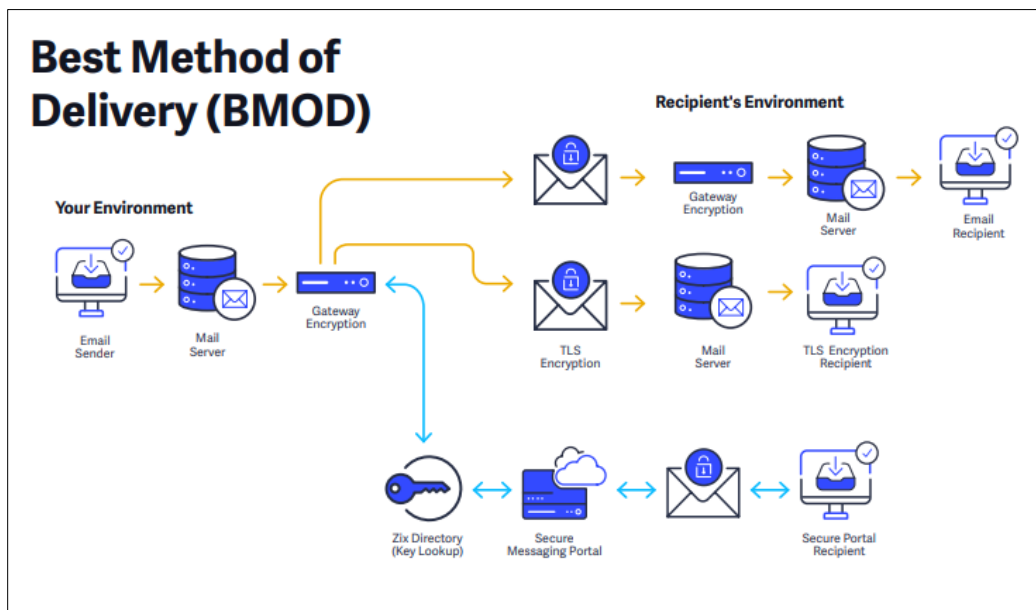 Best Method of
Delivery (BMOD)
Recipient's Environment
Your Environment
Gateway
Encryption
Mail
Server
Email
Recipient
Email
Sender
Mail
Server
Gateway
Encryption
TLS
Encryption
Mail
Server
TLS Encryption
Recipient
Zix Directory
(Key Lookup)
Secure
Messaging Portal
Secure Portal
Recipient